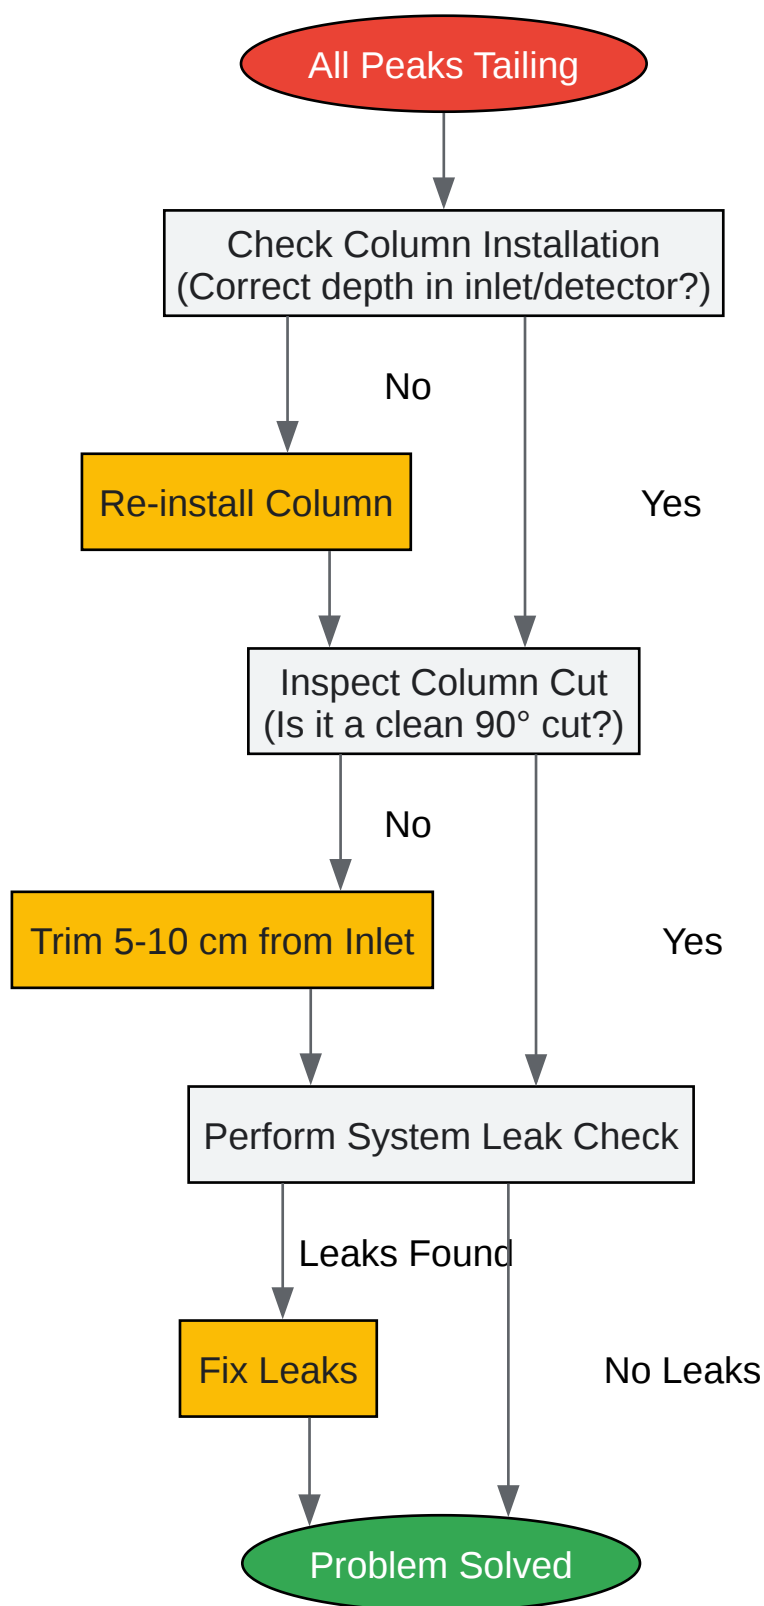 All Peaks Tailing
Check Column Installation
(Correct depth in inlet/detector?)
No
Re-install Column
Yes
Inspect Column Cut
(Is it a clean 90° cut?)
No
Trim 5-10 cm from Inlet
Yes
Perform System Leak Check
Leaks Found
Fix Leaks
No Leaks
Problem Solved